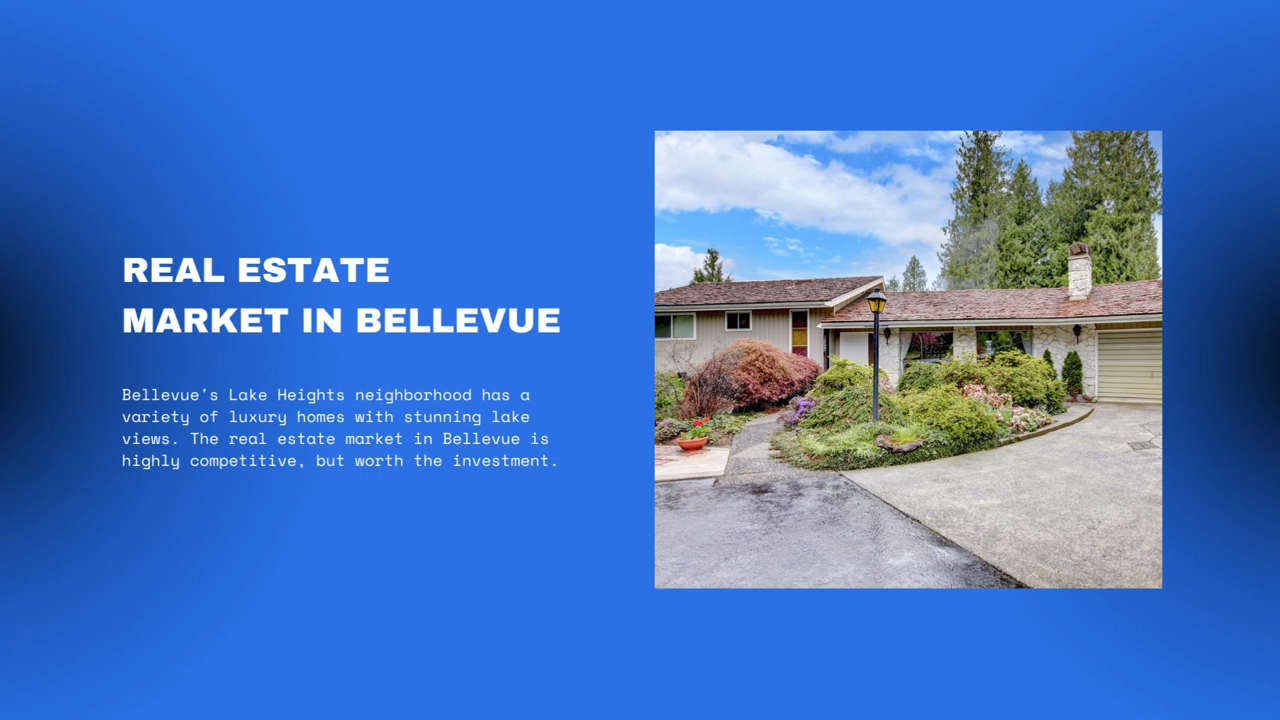 REAL ESTATE
MARKET IN BELLEVUE
Bellevue's Lake Heights neighborhood has a
variety of luxury homes with stunning lake
views. The real estate market in Bellevue is
highly competitive, but worth the investment.